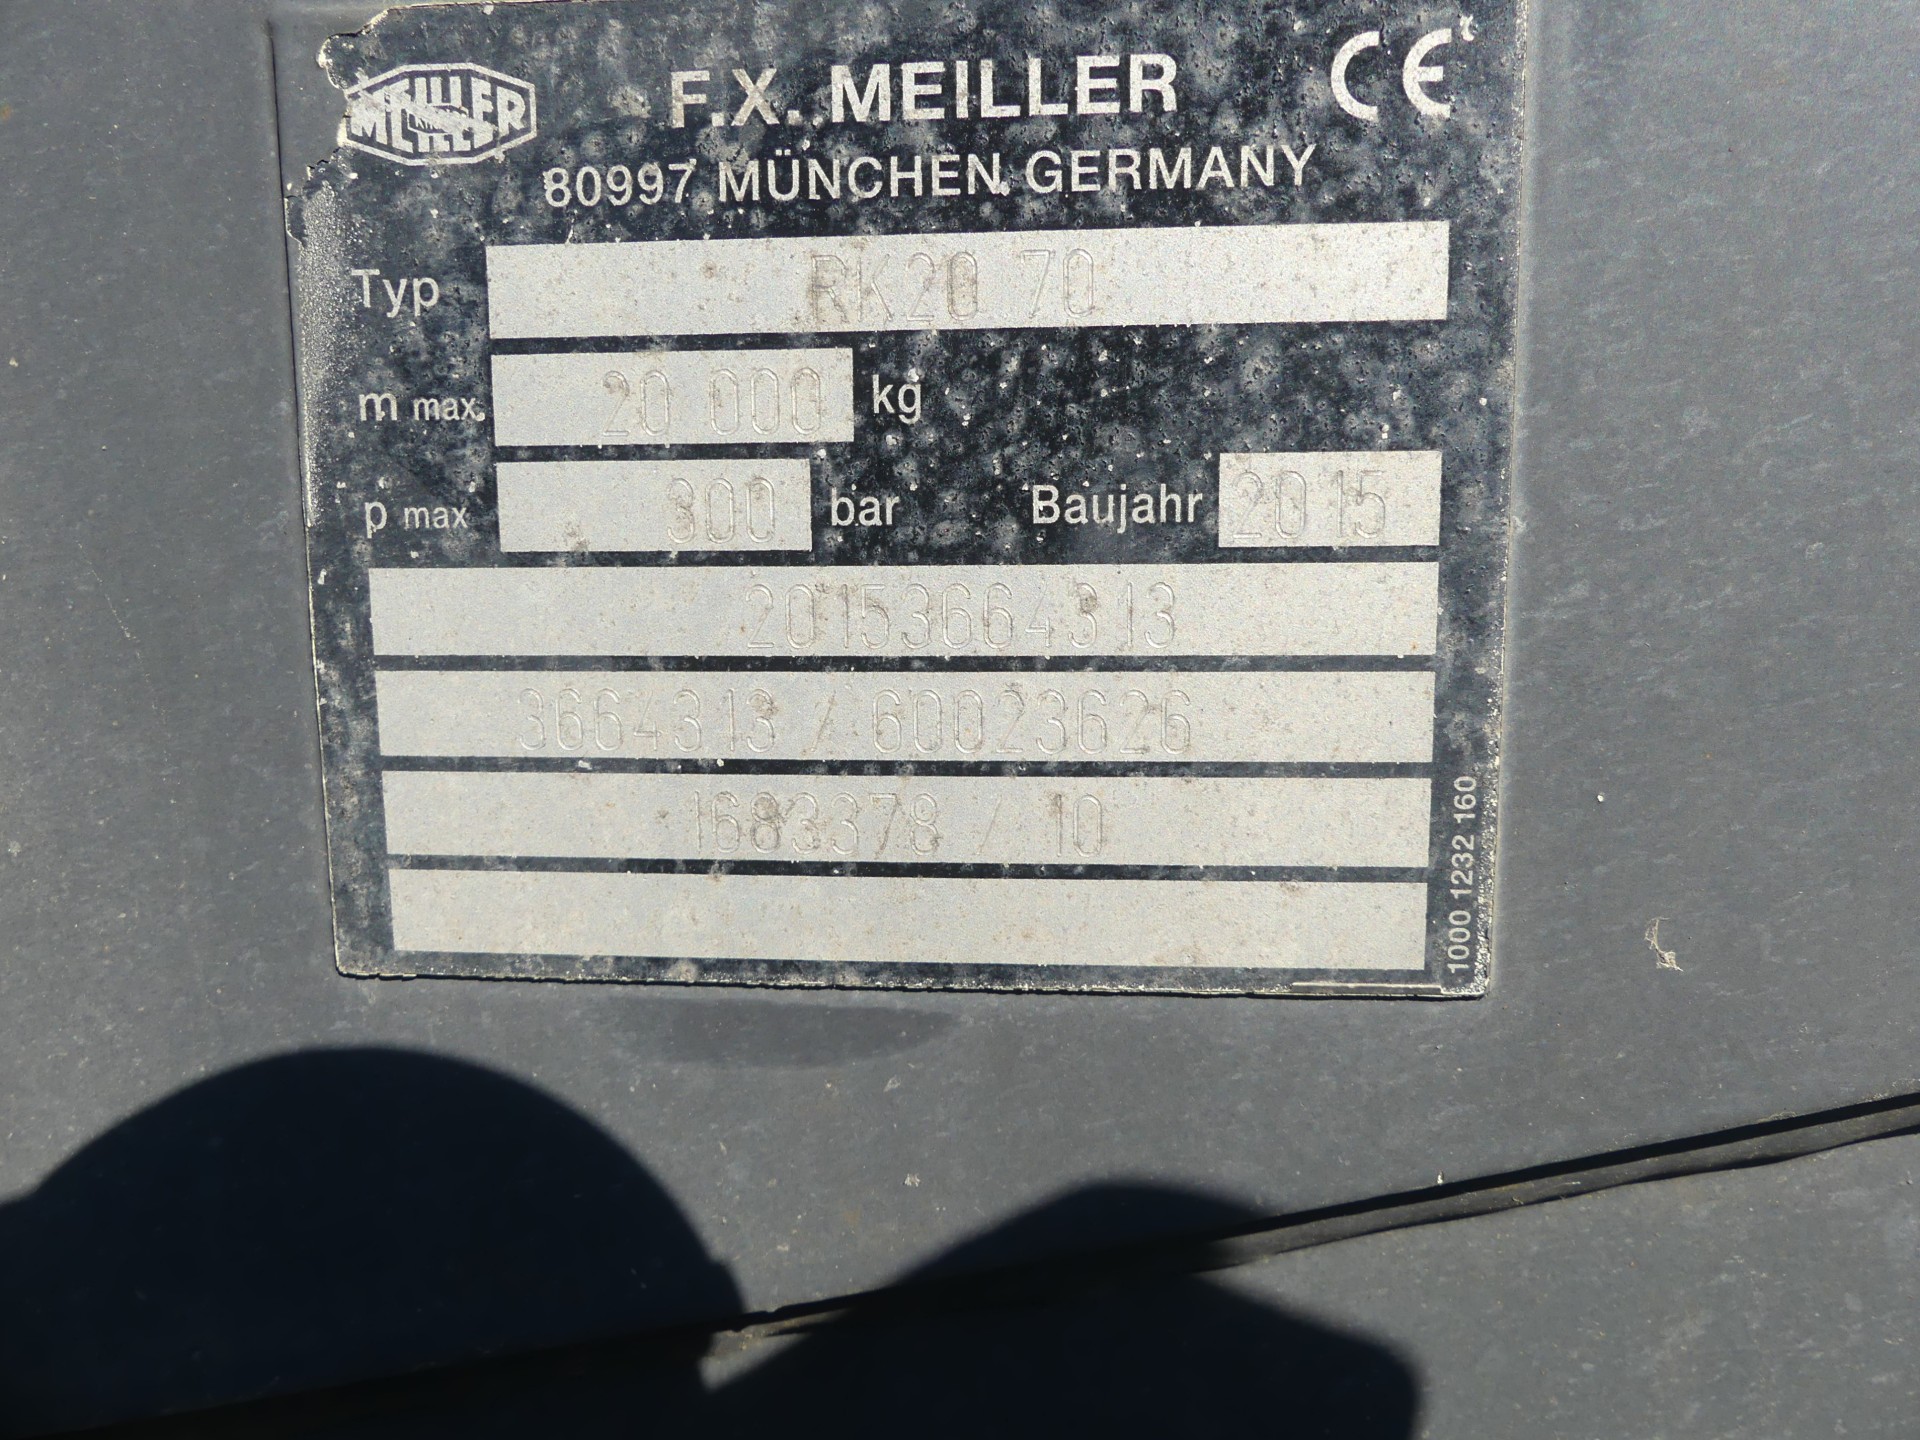 MEILLER
F.X. MEILLER
CE
80997 MÜNCHEN, GERMANY
Typ RK20 70
m max. 20 000 kg
p max 300 bar Baujahr 2015
20153664313
3664313 / 60023626
1683378 / 10
1000 1232 160